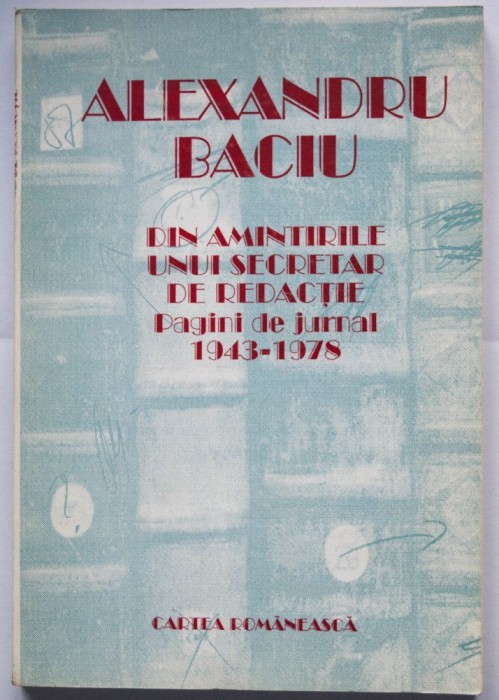 ALEXANDRU
BACIU
DIN AMINTIRILE
UNUI SECRETAR
DE REDACȚIE
Pagini de jurnal
1943-1978
CARTEA ROMÂNEASCĂ